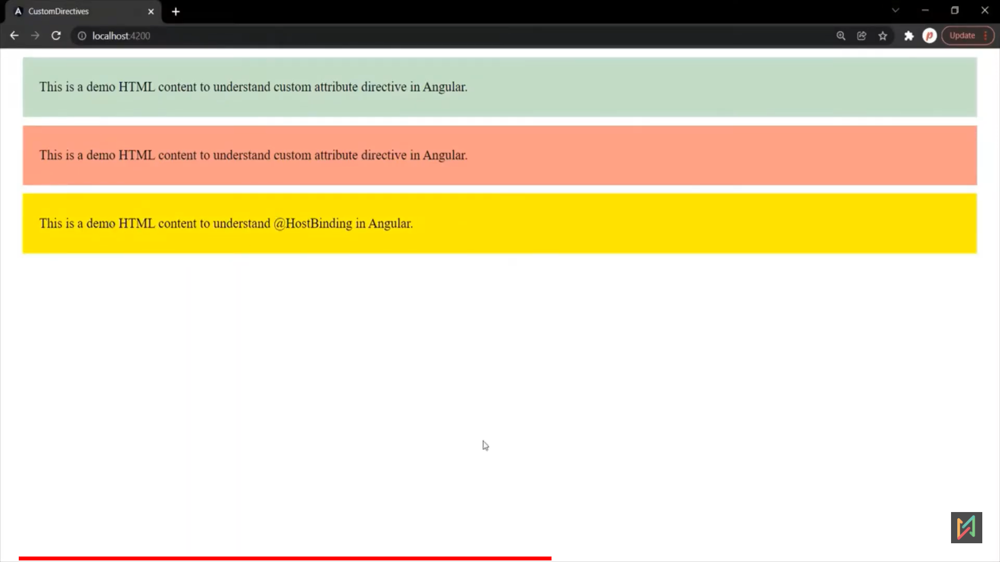 CustomDirectives
localhost:4200
Update
This is a demo HTML content to understand custom attribute directive in Angular.
This is a demo HTML content to understand custom attribute directive in Angular.
This is a demo HTML content to understand @HostBinding in Angular.